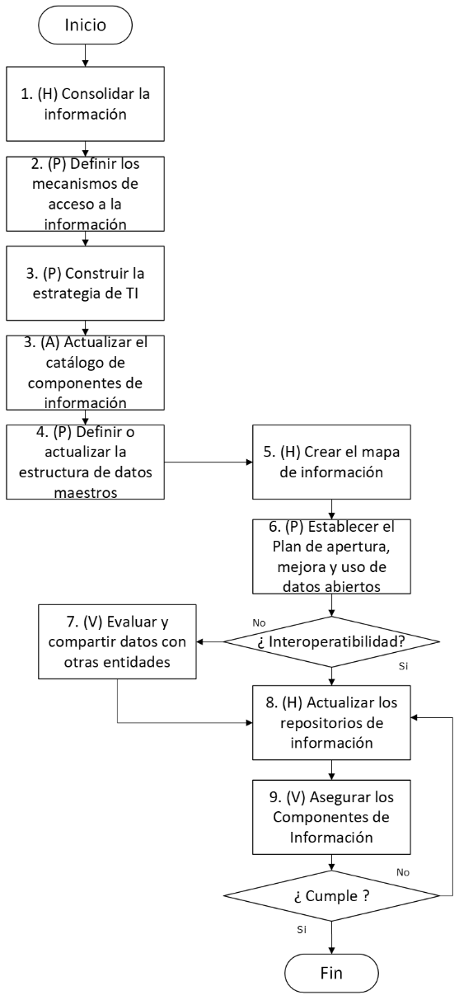 Inicio
1. (H) Consolidar la
información
2. (P) Definir los
mecanismos de
acceso a la
información
3. (P) Construir la
estrategia de TI
3. (A) Actualizar el
catálogo de
componentes de
información
4. (P) Definir o
actualizar la
estructura de datos
maestros
5. (H) Crear el mapa
de información
6. (P) Establecer el
Plan de apertura,
mejora y uso de
datos abiertos
¿ Interoperatibilidad?
No
Si
7. (V) Evaluar y
compartir datos con
otras entidades
8. (H) Actualizar los
repositorios de
información
9. (V) Asegurar los
Componentes de
Información
No
¿ Cumple ?
Si
Fin